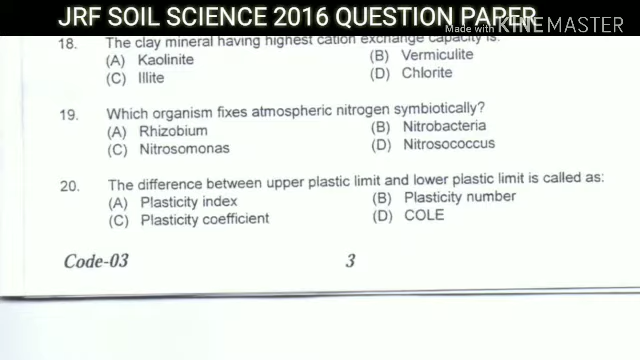 JRF SOIL SCIENCE 2016 QUESTION PAPER
Made with KINEMASTER
18. The clay mineral having highest cation exchange capacity is:
(A) Kaolinite (B) Vermiculite
(C) Illite (D) Chlorite
19. Which organism fixes atmospheric nitrogen symbiotically?
(A) Rhizobium (B) Nitrobacteria
(C) Nitrosomonas (D) Nitrosococcus
20. The difference between upper plastic limit and lower plastic limit is called as:
(A) Plasticity index (B) Plasticity number
(C) Plasticity coefficient (D) COLE
Code-03 3